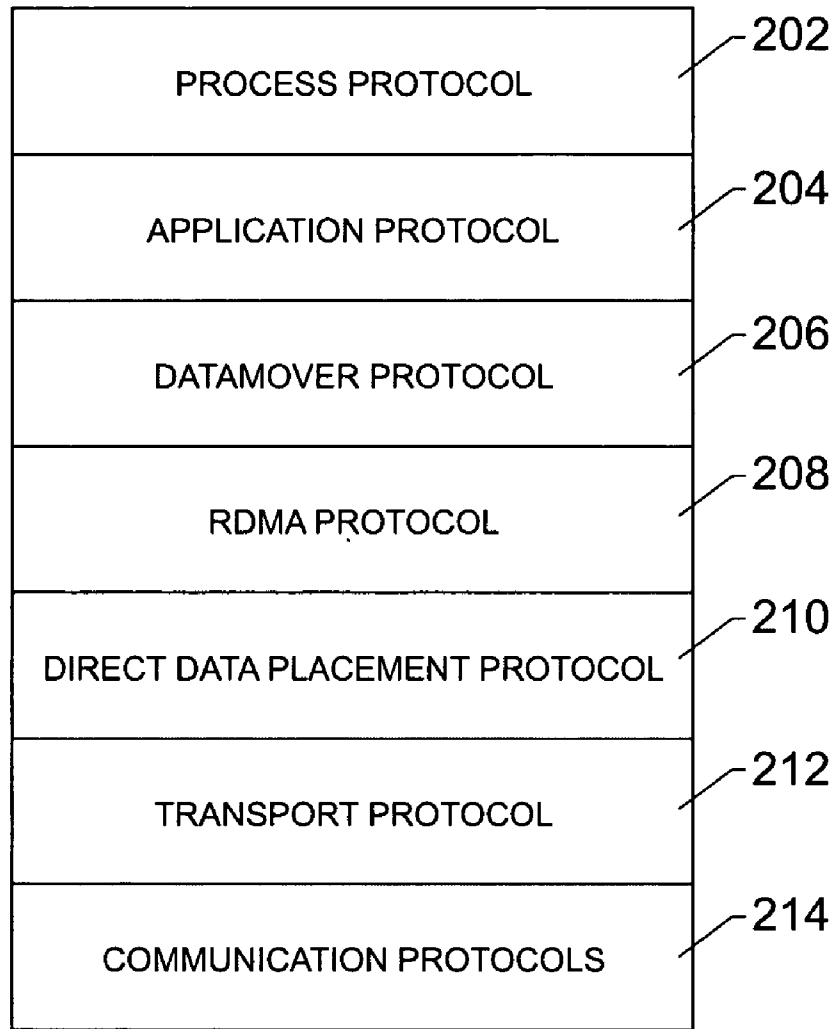 PROCESS PROTOCOL
202
APPLICATION PROTOCOL
204
DATAMOVER PROTOCOL
206
RDMA PROTOCOL
208
DIRECT DATA PLACEMENT PROTOCOL
210
TRANSPORT PROTOCOL
212
COMMUNICATION PROTOCOLS
214